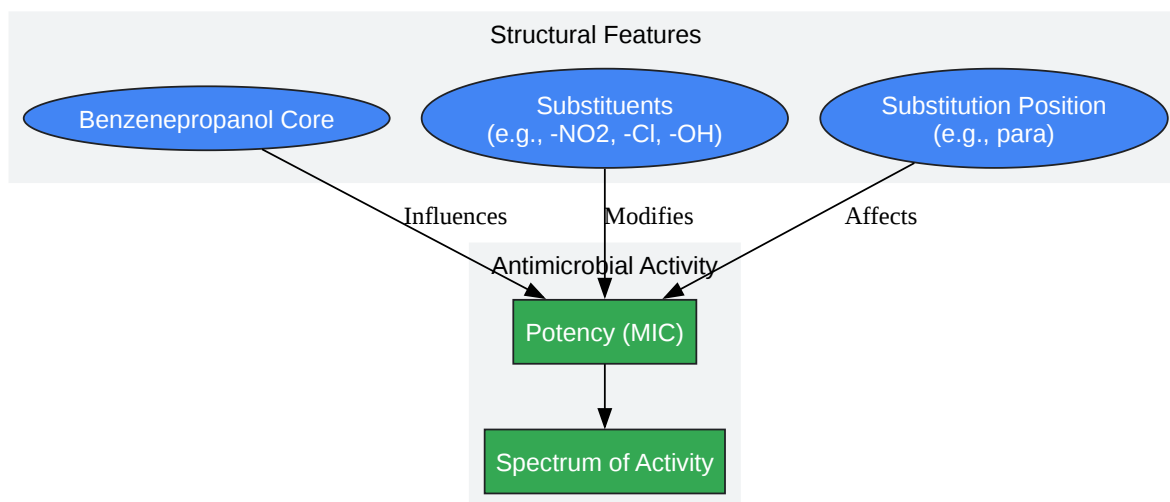 Structural Features
Benzenepropanol Core
Substituents
(e.g., -NO2, -Cl, -OH)
Substitution Position
(e.g., para)
Influences
Modifies
Affects
Antimicrobial Activity
Potency (MIC)
Spectrum of Activity